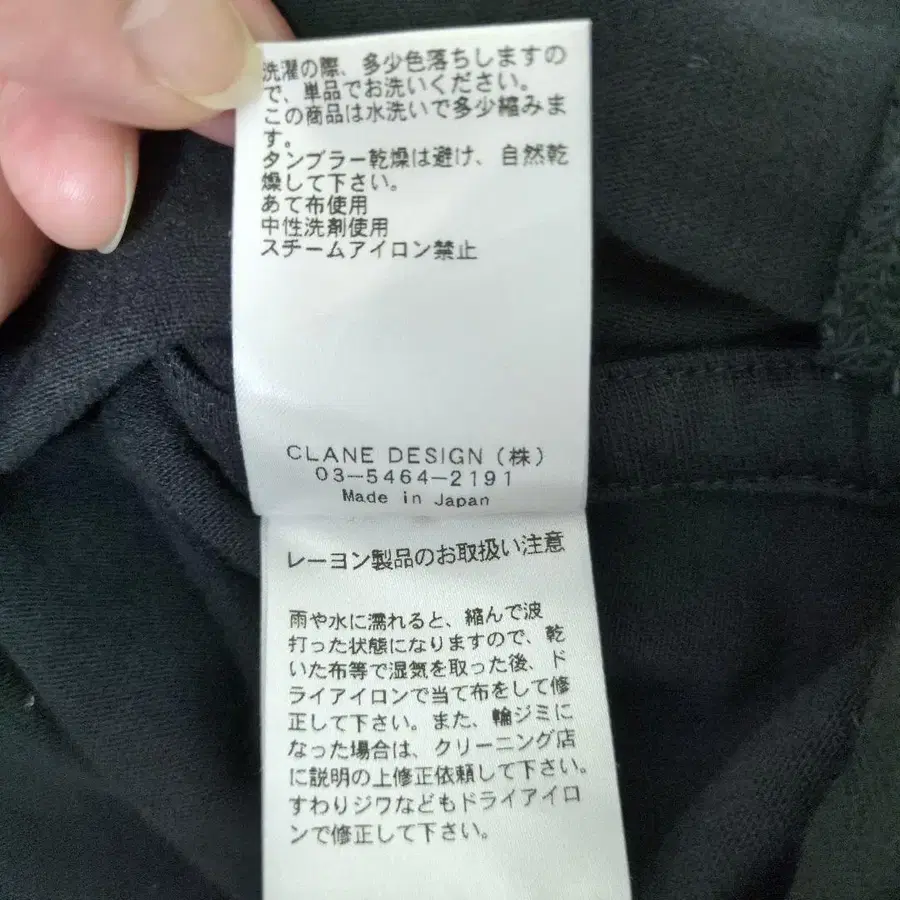 洗濯の際、多少色落ちしますの
で、単品でお洗いください。
この商品は水洗いで多少縮みま
す。
タンブラー乾燥は避け、自然乾
燥して下さい。
あて布使用
中性洗剤使用
スチームアイロン禁止
CLANE DESIGN (株)
03-5464-2191
Made in Japan
レーヨン製品のお取扱い注意
雨や水に濡れると、縮んで波
打った状態になりますので、乾
いた布等で湿気を取った後、ド
ライアイロンで当て布をして修
正して下さい。また、輪ジミに
なった場合は、クリーニング店
に説明の上修正依頼して下さい。
すわりジワなどもドライアイロ
ンで修正して下さい。